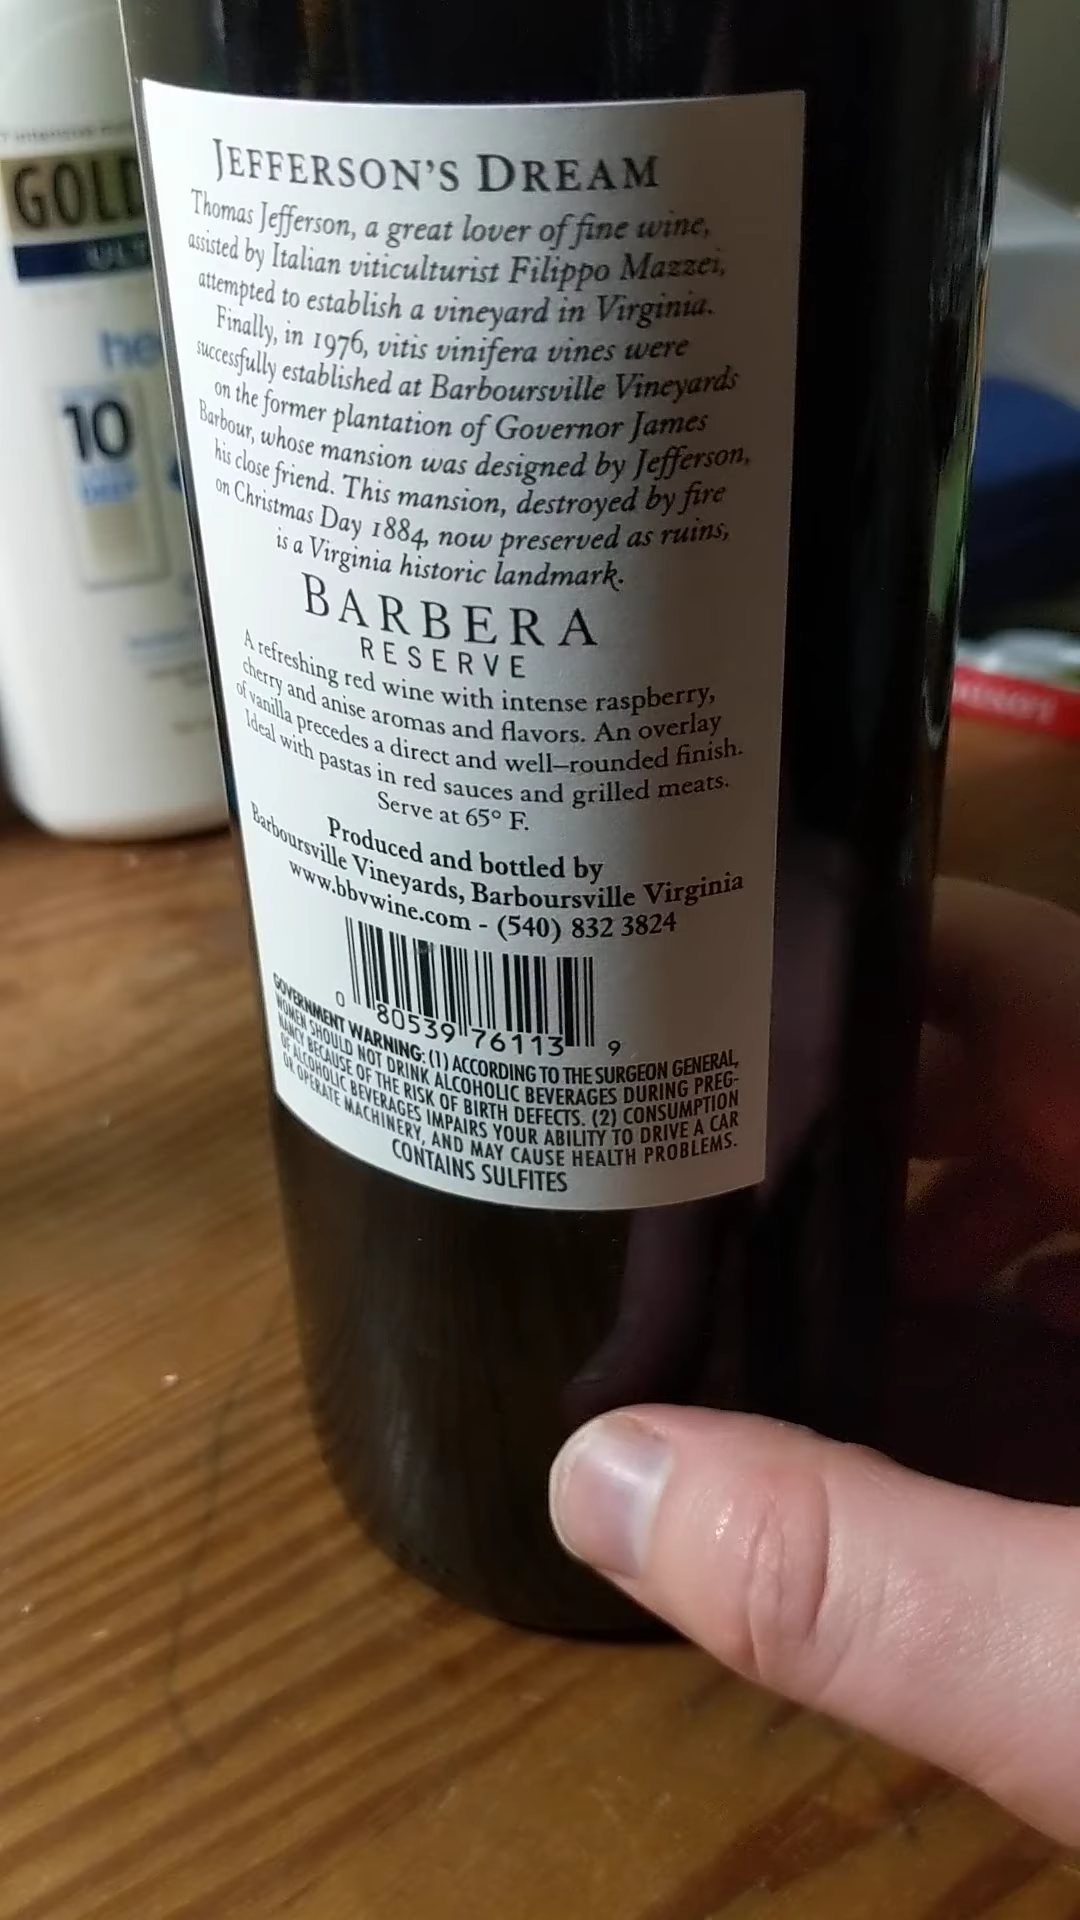 JEFFERSON'S DREAM
Thomas Jefferson, a great lover of fine wine,
assisted by Italian viticulturist Filippo Mazzei,
attempted to establish a vineyard in Virginia.
Finally, in 1976, vitis vinifera vines were
successfully established at Barboursville Vineyards
on the former plantation of Governor James
Barbour, whose mansion was designed by Jefferson,
his close friend. This mansion, destroyed by fire
on Christmas Day 1884, now preserved as ruins,
is a Virginia historic landmark.
BARBERA
RESERVE
A refreshing red wine with intense raspberry,
cherry and anise aromas and flavors. An overlay
of vanilla precedes a direct and well–rounded finish.
Ideal with pastas in red sauces and grilled meats.
Serve at 65° F.
Produced and bottled by
Barboursville Vineyards, Barboursville Virginia
www.bbvwine.com - (540) 832 3824
0 80539 76113 9
GOVERNMENT WARNING: (1) ACCORDING TO THE SURGEON GENERAL,
WOMEN SHOULD NOT DRINK ALCOHOLIC BEVERAGES DURING PREG-
NANCY BECAUSE OF THE RISK OF BIRTH DEFECTS. (2) CONSUMPTION
OF ALCOHOLIC BEVERAGES IMPAIRS YOUR ABILITY TO DRIVE A CAR
OR OPERATE MACHINERY, AND MAY CAUSE HEALTH PROBLEMS.
CONTAINS SULFITES
GOLD
10